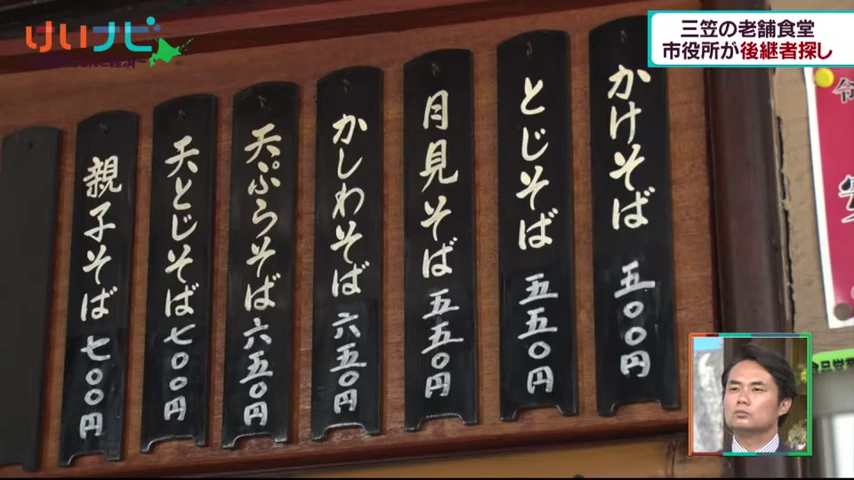 けいナビ
三笠の老舗食堂
市役所が後継者探し
かけそば 五〇〇円
とじそば 五五〇円
月見そば 五五〇円
かしわそば 六五〇円
天ぷらそば 六五〇円
天とじそば 七〇〇円
親子そば 七〇〇円